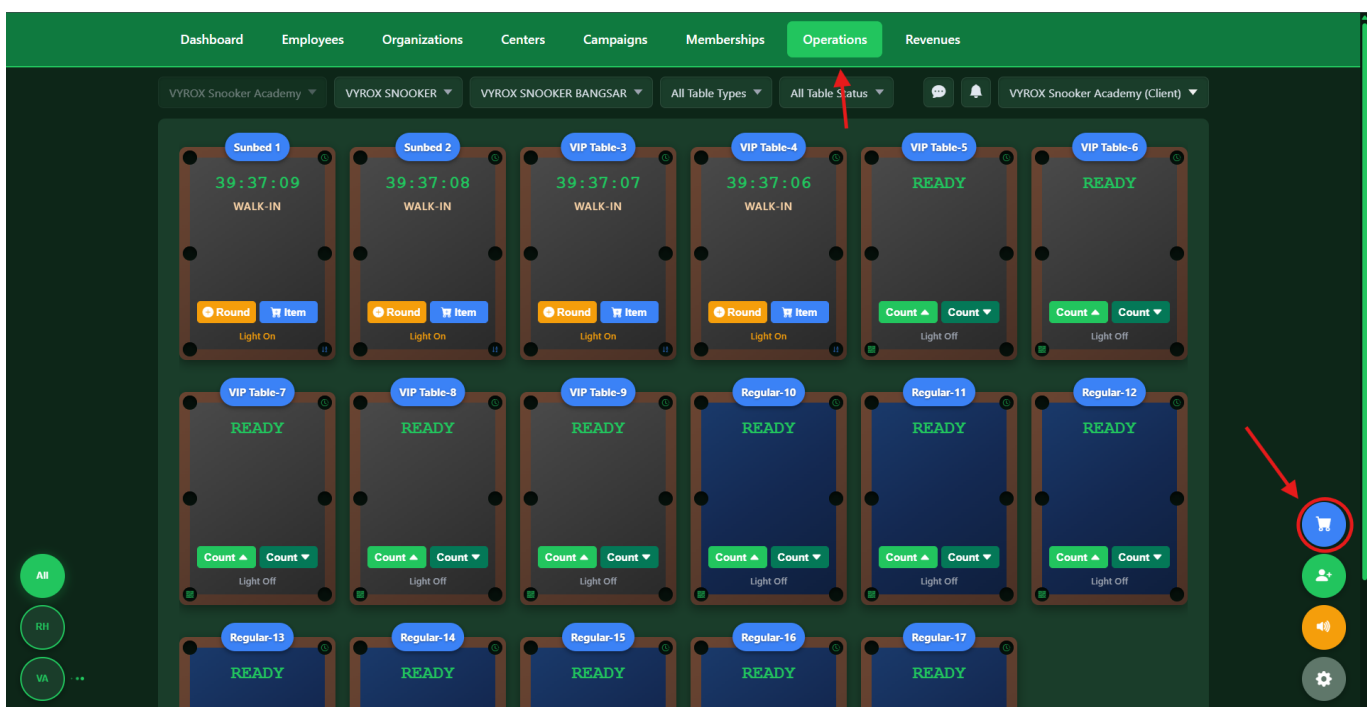 Dashboard Employees Organizations Centers Campaigns Memberships Operations Revenues
VYROX Snooker Academy VYROX SNOOKER VYROX SNOOKER BANGSAR All Table Types All Table Status VYROX Snooker Academy (Client)
Sunbed 1 Sunbed 2 VIP Table-3 VIP Table-4 VIP Table-5 VIP Table-6
39:37:09 39:37:08 39:37:07 39:37:06 READY READY
WALK-IN WALK-IN WALK-IN WALK-IN
Round Item Round Item Round Item Round Item Count Count Count Count
Light On Light On Light On Light On Light Off Light Off
VIP Table-7 VIP Table-8 VIP Table-9 Regular-10 Regular-11 Regular-12
READY READY READY READY READY READY
Count Count Count Count Count Count Count Count Count Count Count Count
Light Off Light Off Light Off Light Off Light Off Light Off
All
RH
VA
Regular-13 Regular-14 Regular-15 Regular-16 Regular-17
READY READY READY READY READY